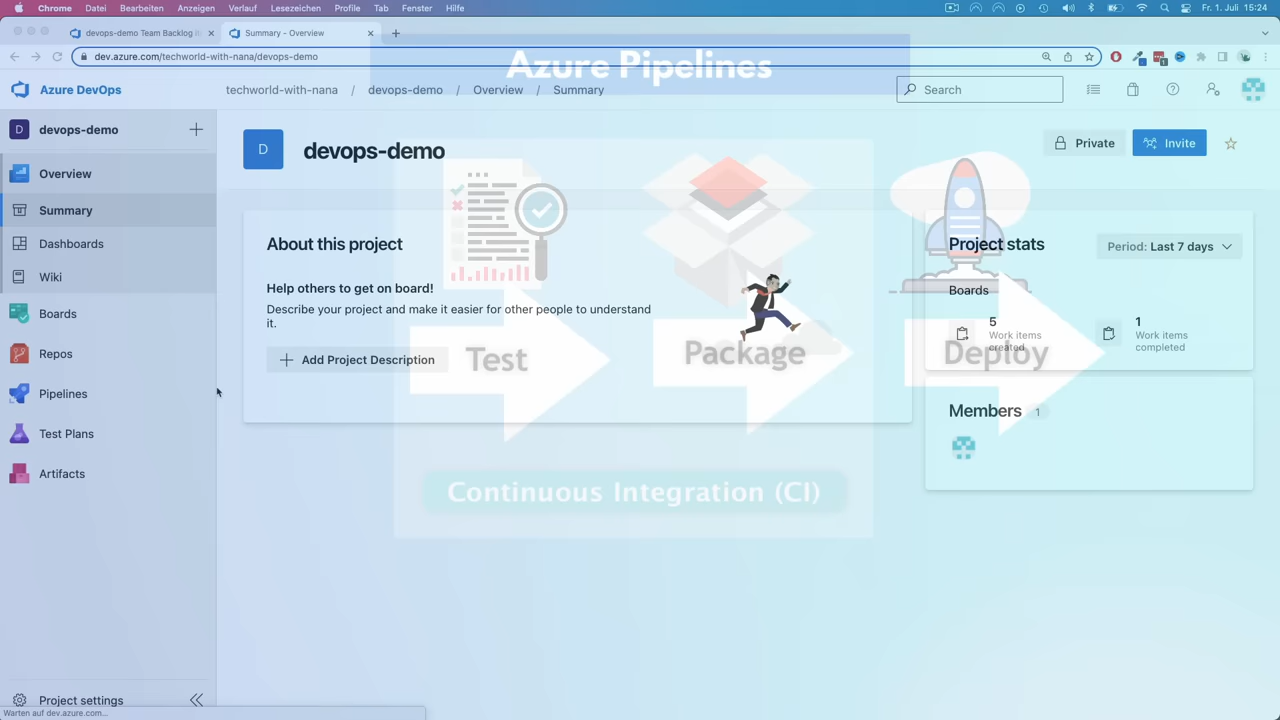 Chrome Datei Bearbeiten Anzeigen Verlauf Lesezeichen Profile Tab Fenster Hilfe Fr. 1. Juli 15:24
devops-demo Team Backlog Summary - Overview
dev.azure.com/techworld-with-nana/devops-demo
Azure Pipelines
Azure DevOps techworld-with-nana / devops-demo / Overview / Summary Search
D devops-demo
D devops-demo Private Invite
Overview
Summary
Dashboards
Wiki
Boards
Repos
Pipelines
Test Plans
Artifacts
About this project
Help others to get on board!
Describe your project and make it easier for other people to understand
it.
Add Project Description
Project stats Period: Last 7 days
Boards
5 1
Work items Work items
created completed
Test Package Deploy
Members 1
Continuous Integration (CI)
Project settings
Warten auf dev.azure.com...